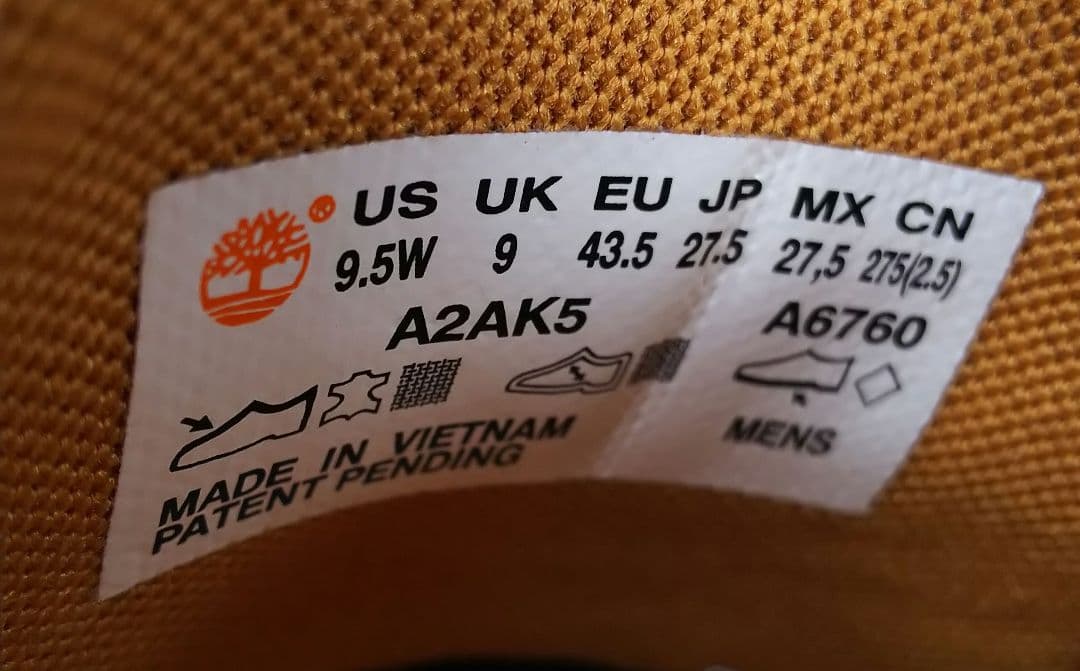 US UK EU JP MX CN
9.5W 9 43.5 27.5 27,5 275(2.5)
A2AK5 A6760
MADE IN VIETNAM
PATENT PENDING
MENS